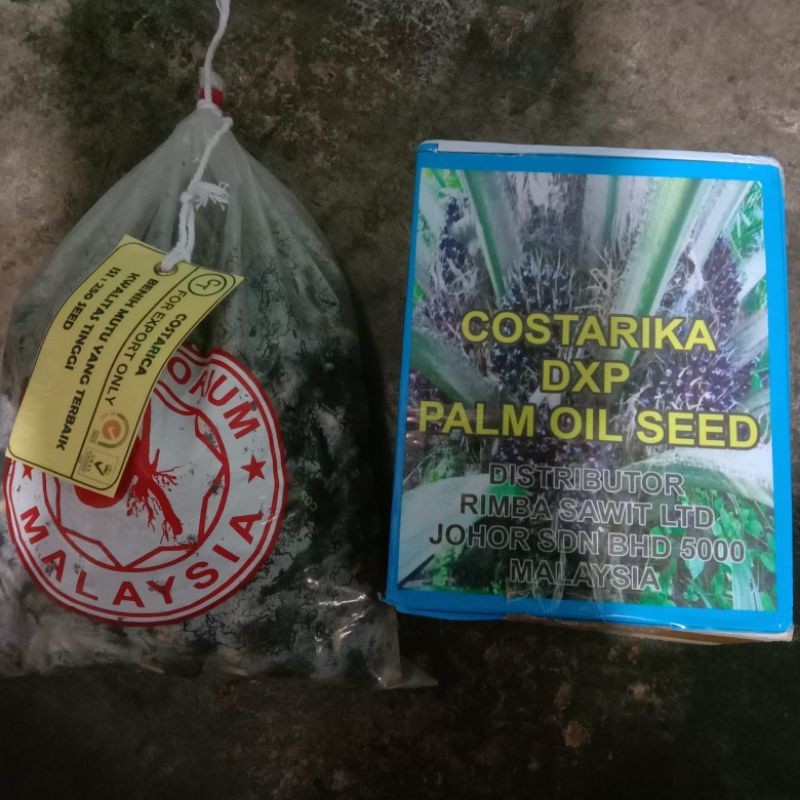 COSTARICA
FOR EXPORT ONLY
BENIH MUTU YANG TERBAIK
KWALITAS TINGGI
ISI : 250 SEED
MALAYSIA
COSTARIKA
DXP
PALM OIL SEED
DISTRIBUTOR
RIMBA SAWIT LTD
JOHOR SDN BHD 5000
MALAYSIA